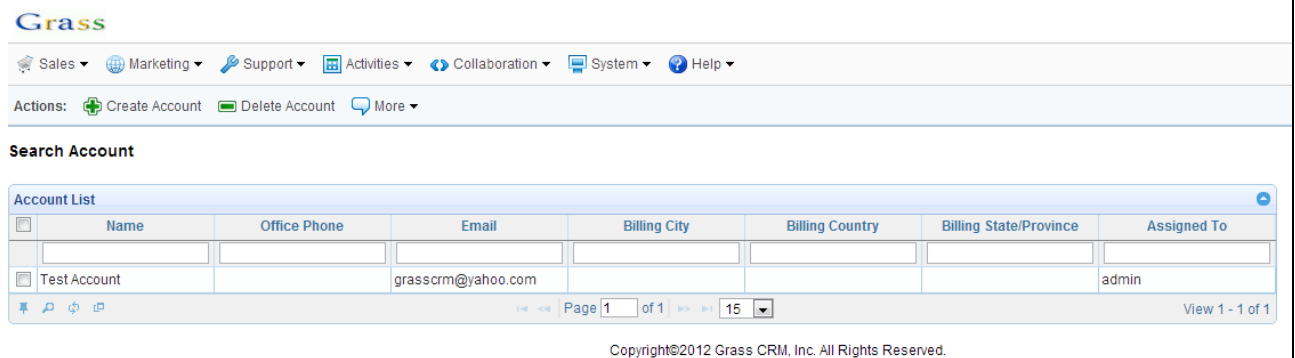 Grass
Sales Marketing Support Activities Collaboration System Help
Actions: Create Account Delete Account More
Search Account
Account List
Name Office Phone Email Billing City Billing Country Billing State/Province Assigned To
Test Account grasscrm@yahoo.com admin
Page 1 of 1 15 View 1 - 1 of 1
Copyright©2012 Grass CRM, Inc. All Rights Reserved.